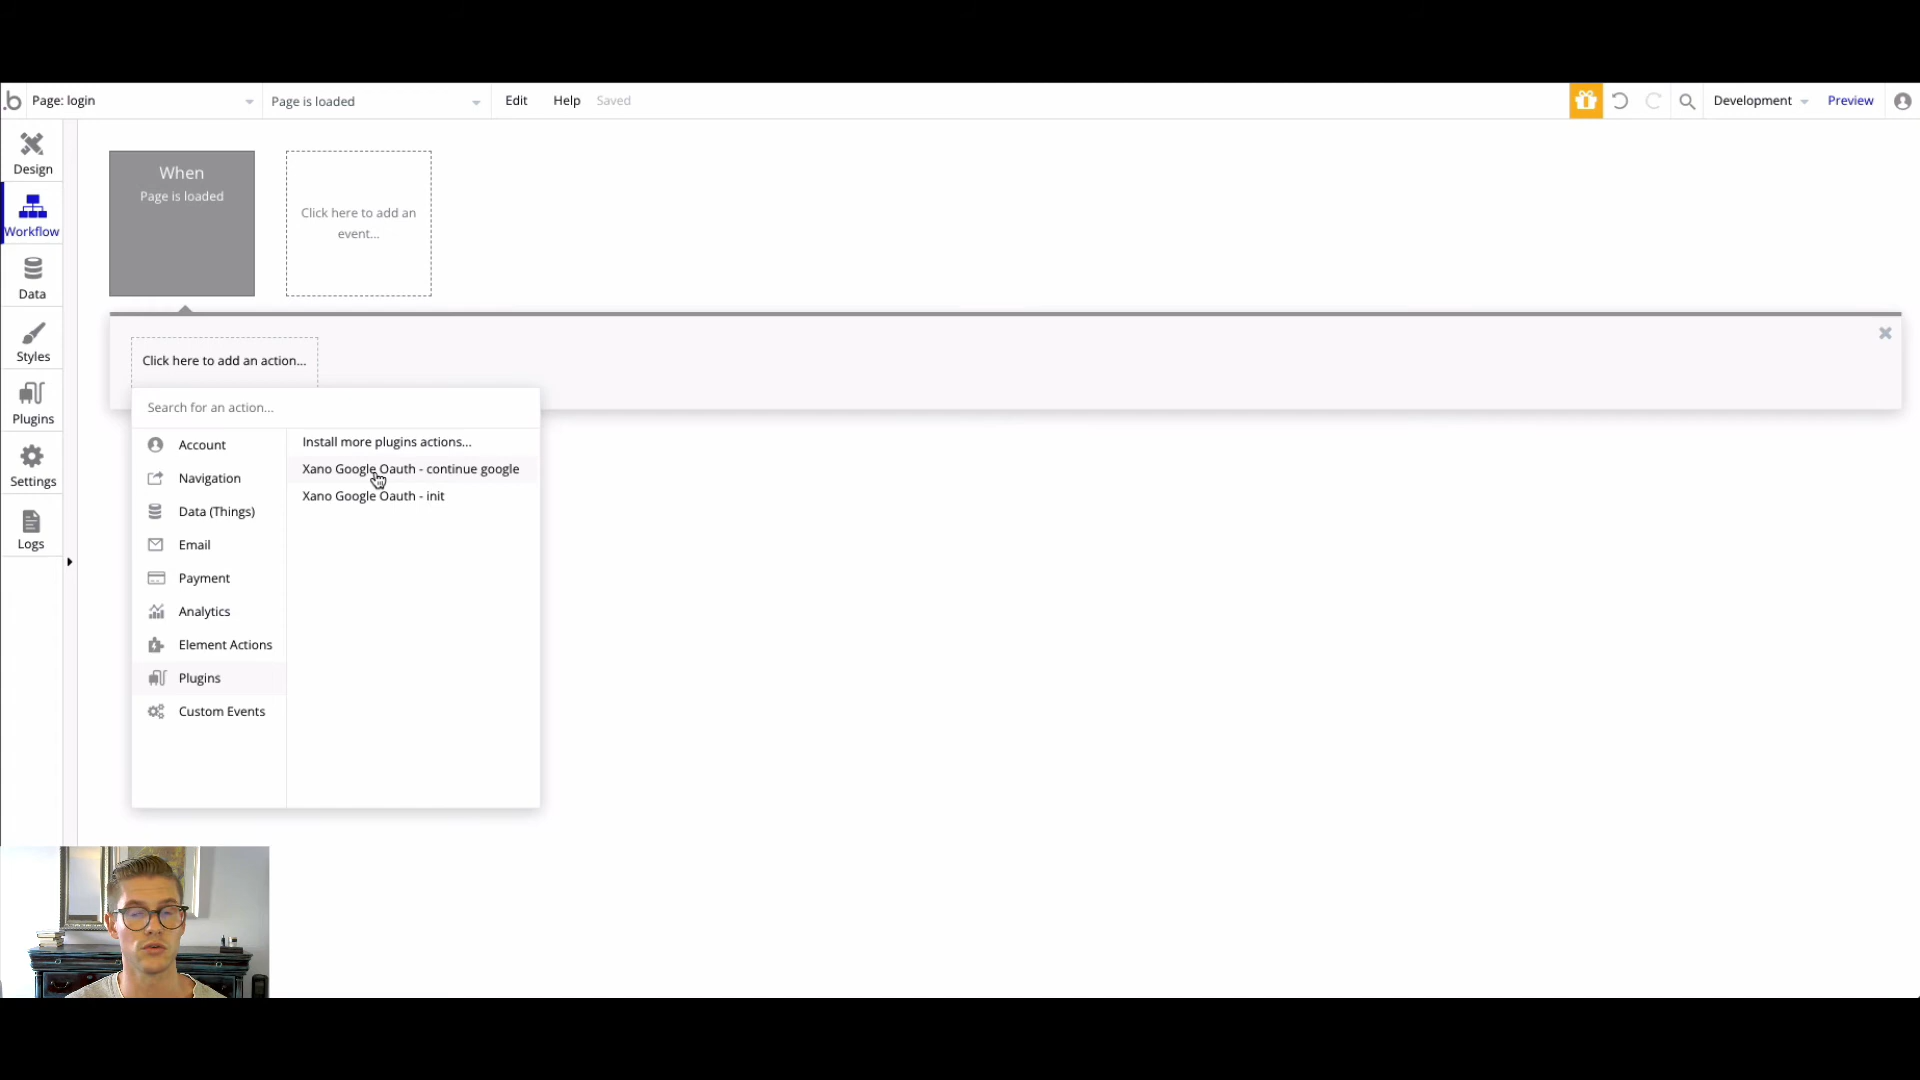 .b Page: login
Page is loaded
Edit
Help
Saved
Development
Preview
Design
Workflow
Data
Styles
Plugins
Settings
Logs
When
Page is loaded
Click here to add an
event...
Click here to add an action...
Search for an action...
Account
Navigation
Data (Things)
Email
Payment
Analytics
Element Actions
Plugins
Custom Events
Install more plugins actions...
Xano Google Oauth - continue google
Xano Google Oauth - init